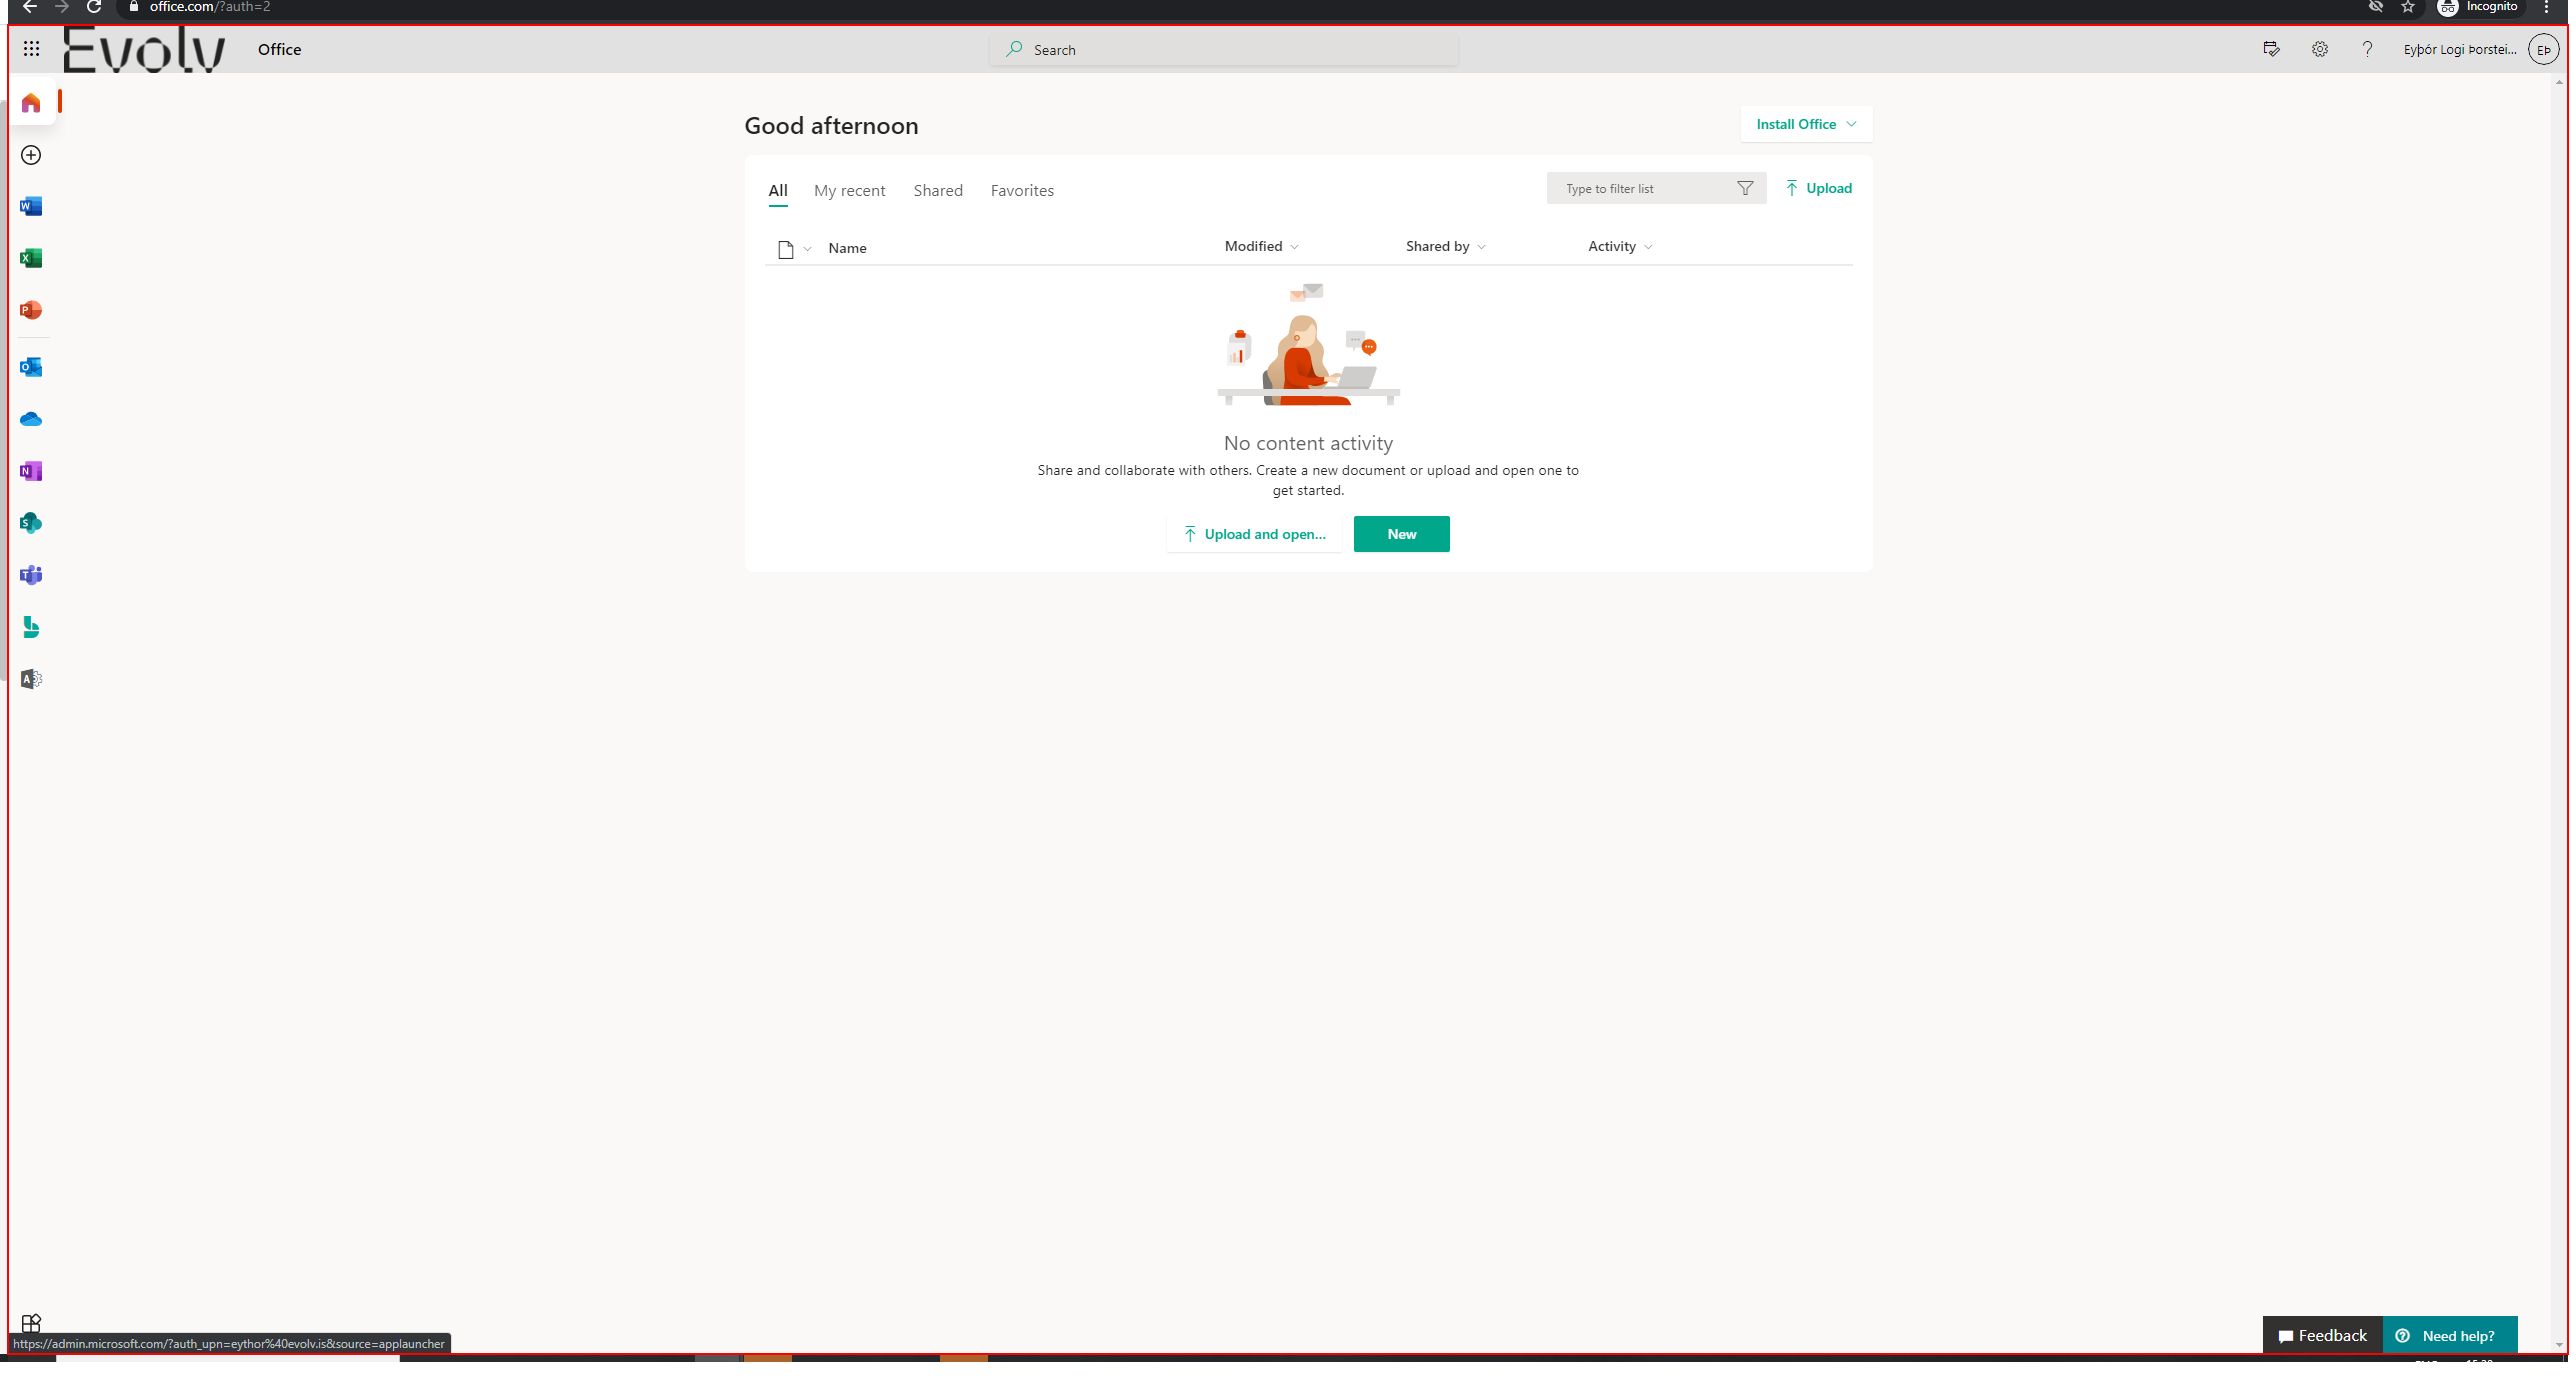 office.com/?auth=2
Incognito
Evolv
Office
Search
Eyþór Logi Þorstei...
EÞ
Good afternoon
Install Office
All
My recent
Shared
Favorites
Type to filter list
Upload
Name
Modified
Shared by
Activity
No content activity
Share and collaborate with others. Create a new document or upload and open one to
get started.
Upload and open...
New
Feedback
Need help?
https://admin.microsoft.com/?auth_upn=eythor%40evolv.is&source=applauncher